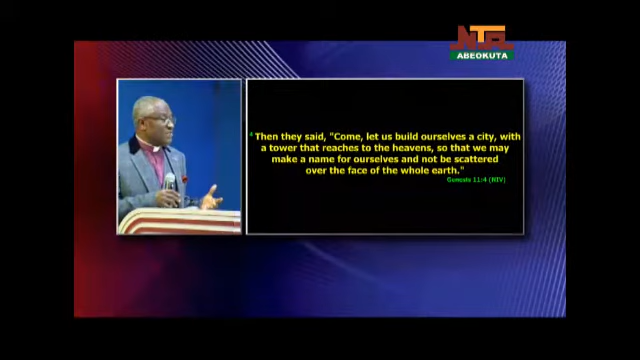 NTA
ABEOKUTA
⁴Then they said, "Come, let us build ourselves a city, with
a tower that reaches to the heavens, so that we may
make a name for ourselves and not be scattered
over the face of the whole earth."
Genesis 11:4 (NIV)